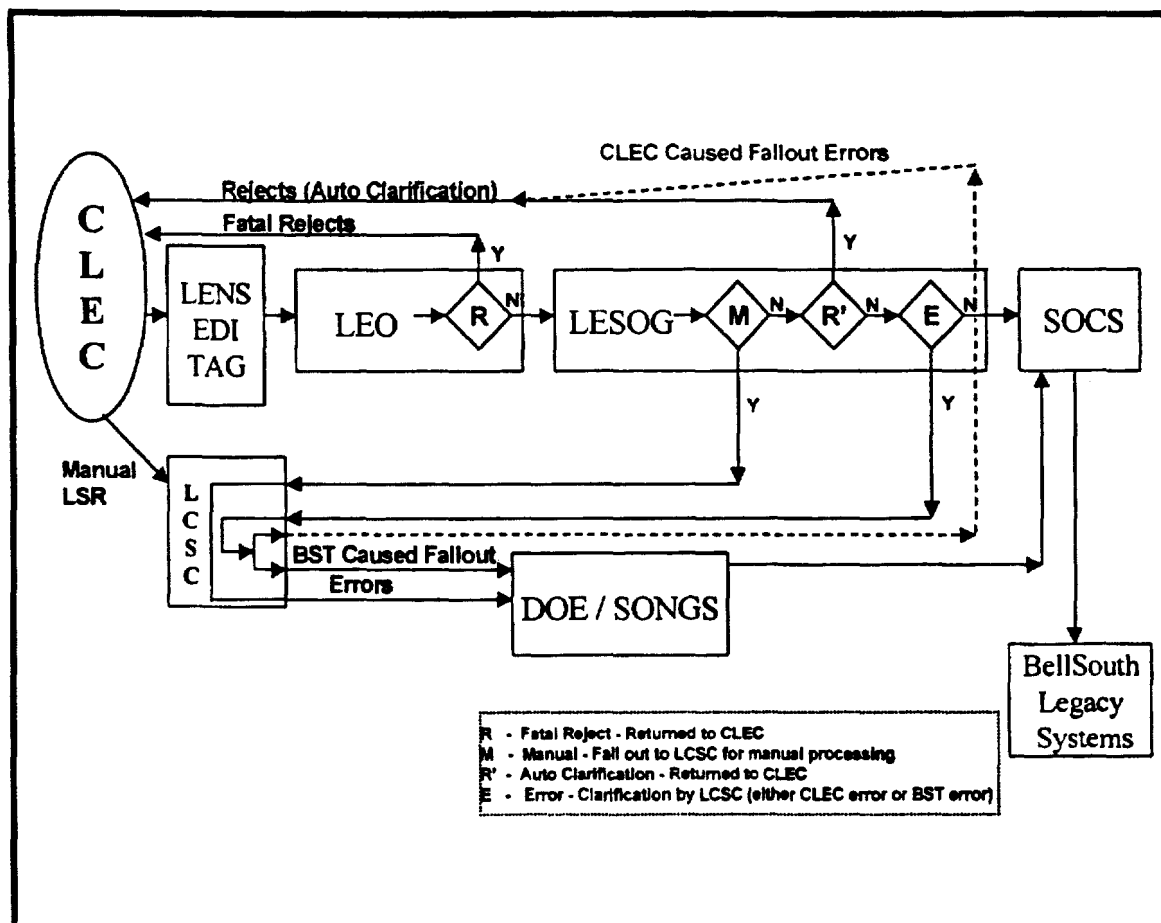 CLEC Caused Fallout Errors
Rejects (Auto Clarification)
Fatal Rejects
C
L
E
C
LENS
EDI
TAG
LEO
R
Y
N
LESOG
M
N
R'
Y
N
E
N
SOCS
Y
Y
Manual
LSR
L
C
S
C
BST Caused Fallout
Errors
DOE / SONGS
BellSouth
Legacy
Systems
R - Fatal Reject - Returned to CLEC
M - Manual - Fall out to LCSC for manual processing
R' - Auto Clarification - Returned to CLEC
E - Error - Clarification by LCSC (either CLEC error or BST error)